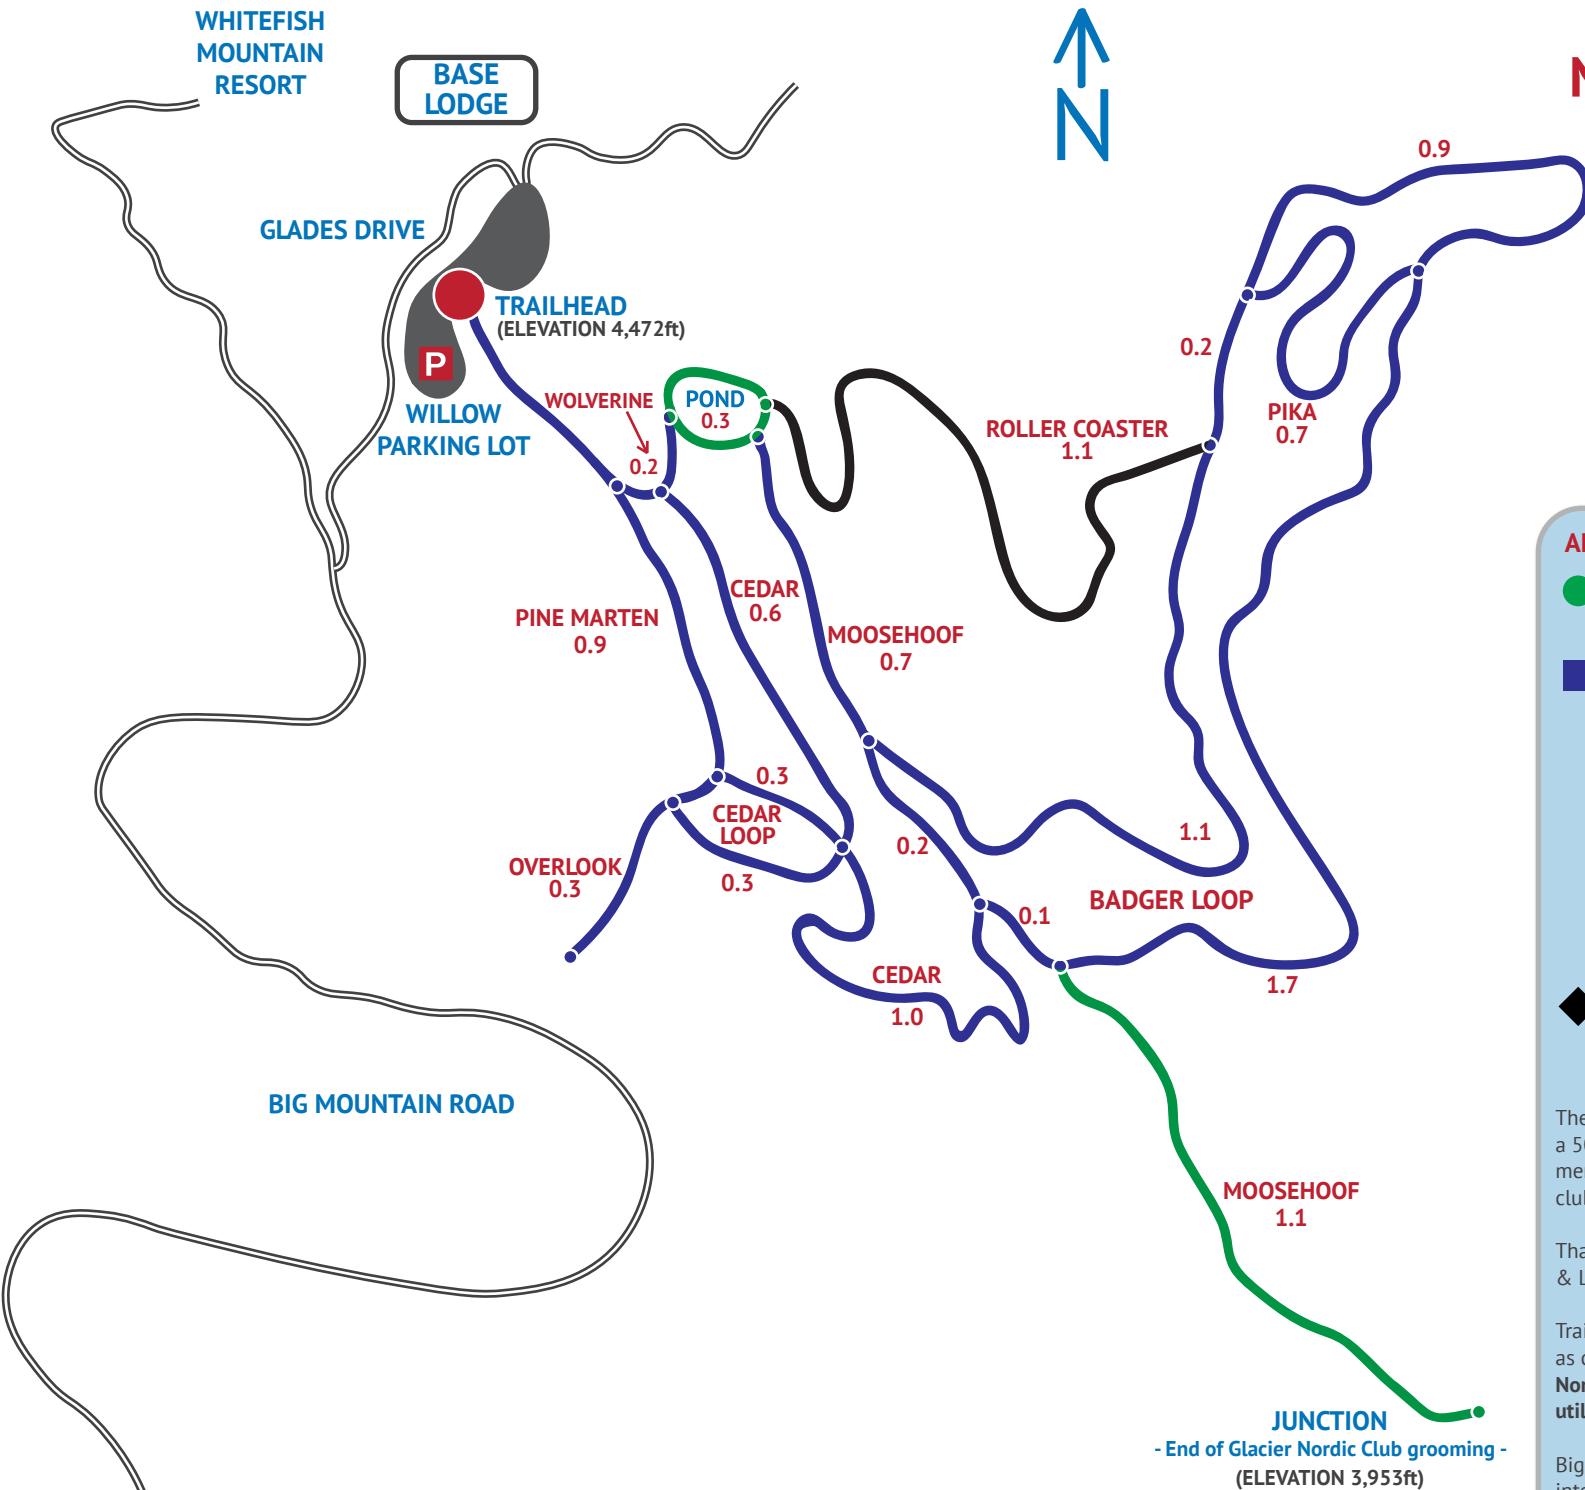 WHITEFISH
MOUNTAIN
RESORT
BASE
LODGE
N
0.9
GLADES DRIVE
TRAILHEAD
(ELEVATION 4,472ft)
P
WILLOW
PARKING LOT
WOLVERINE
0.2
POND
0.3
ROLLER COASTER
1.1
0.2
PIKA
0.7
PINE MARTEN
0.9
CEDAR
0.6
MOOSEHOOF
0.7
0.3
CEDAR
LOOP
0.3
OVERLOOK
0.3
0.2
1.1
0.1
BADGER LOOP
1.7
CEDAR
1.0
BIG MOUNTAIN ROAD
MOOSEHOOF
1.1
JUNCTION
- End of Glacier Nordic Club grooming -
(ELEVATION 3,953ft)
The
a
Tha
& L
as
Big